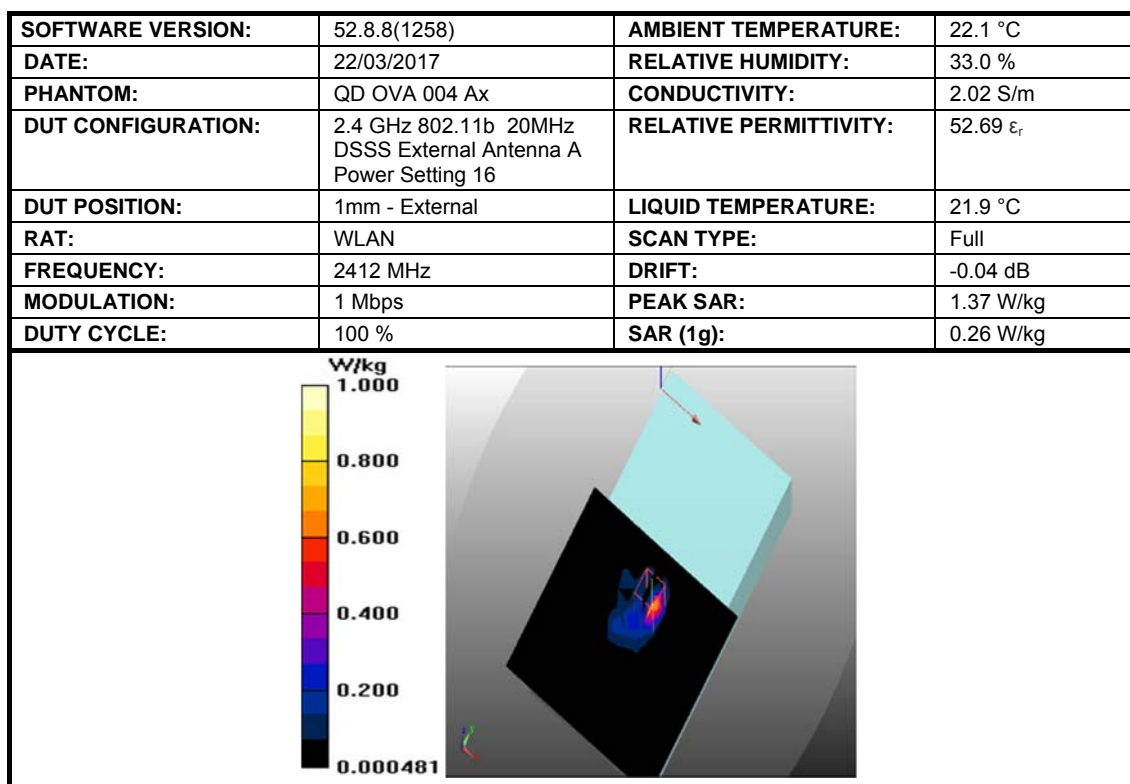 SOFTWARE VERSION: 52.8.8(1258) AMBIENT TEMPERATURE: 22.1 °C
DATE: 22/03/2017 RELATIVE HUMIDITY: 33.0 %
PHANTOM: QD OVA 004 Ax CONDUCTIVITY: 2.02 S/m
DUT CONFIGURATION: 2.4 GHz 802.11b 20MHz RELATIVE PERMITTIVITY: 52.69 εr
DSSS External Antenna A
Power Setting 16
DUT POSITION: 1mm - External LIQUID TEMPERATURE: 21.9 °C
RAT: WLAN SCAN TYPE: Full
FREQUENCY: 2412 MHz DRIFT: -0.04 dB
MODULATION: 1 Mbps PEAK SAR: 1.37 W/kg
DUTY CYCLE: 100 % SAR (1g): 0.26 W/kg
W/kg
1.000
0.800
0.600
0.400
0.200
0.000481